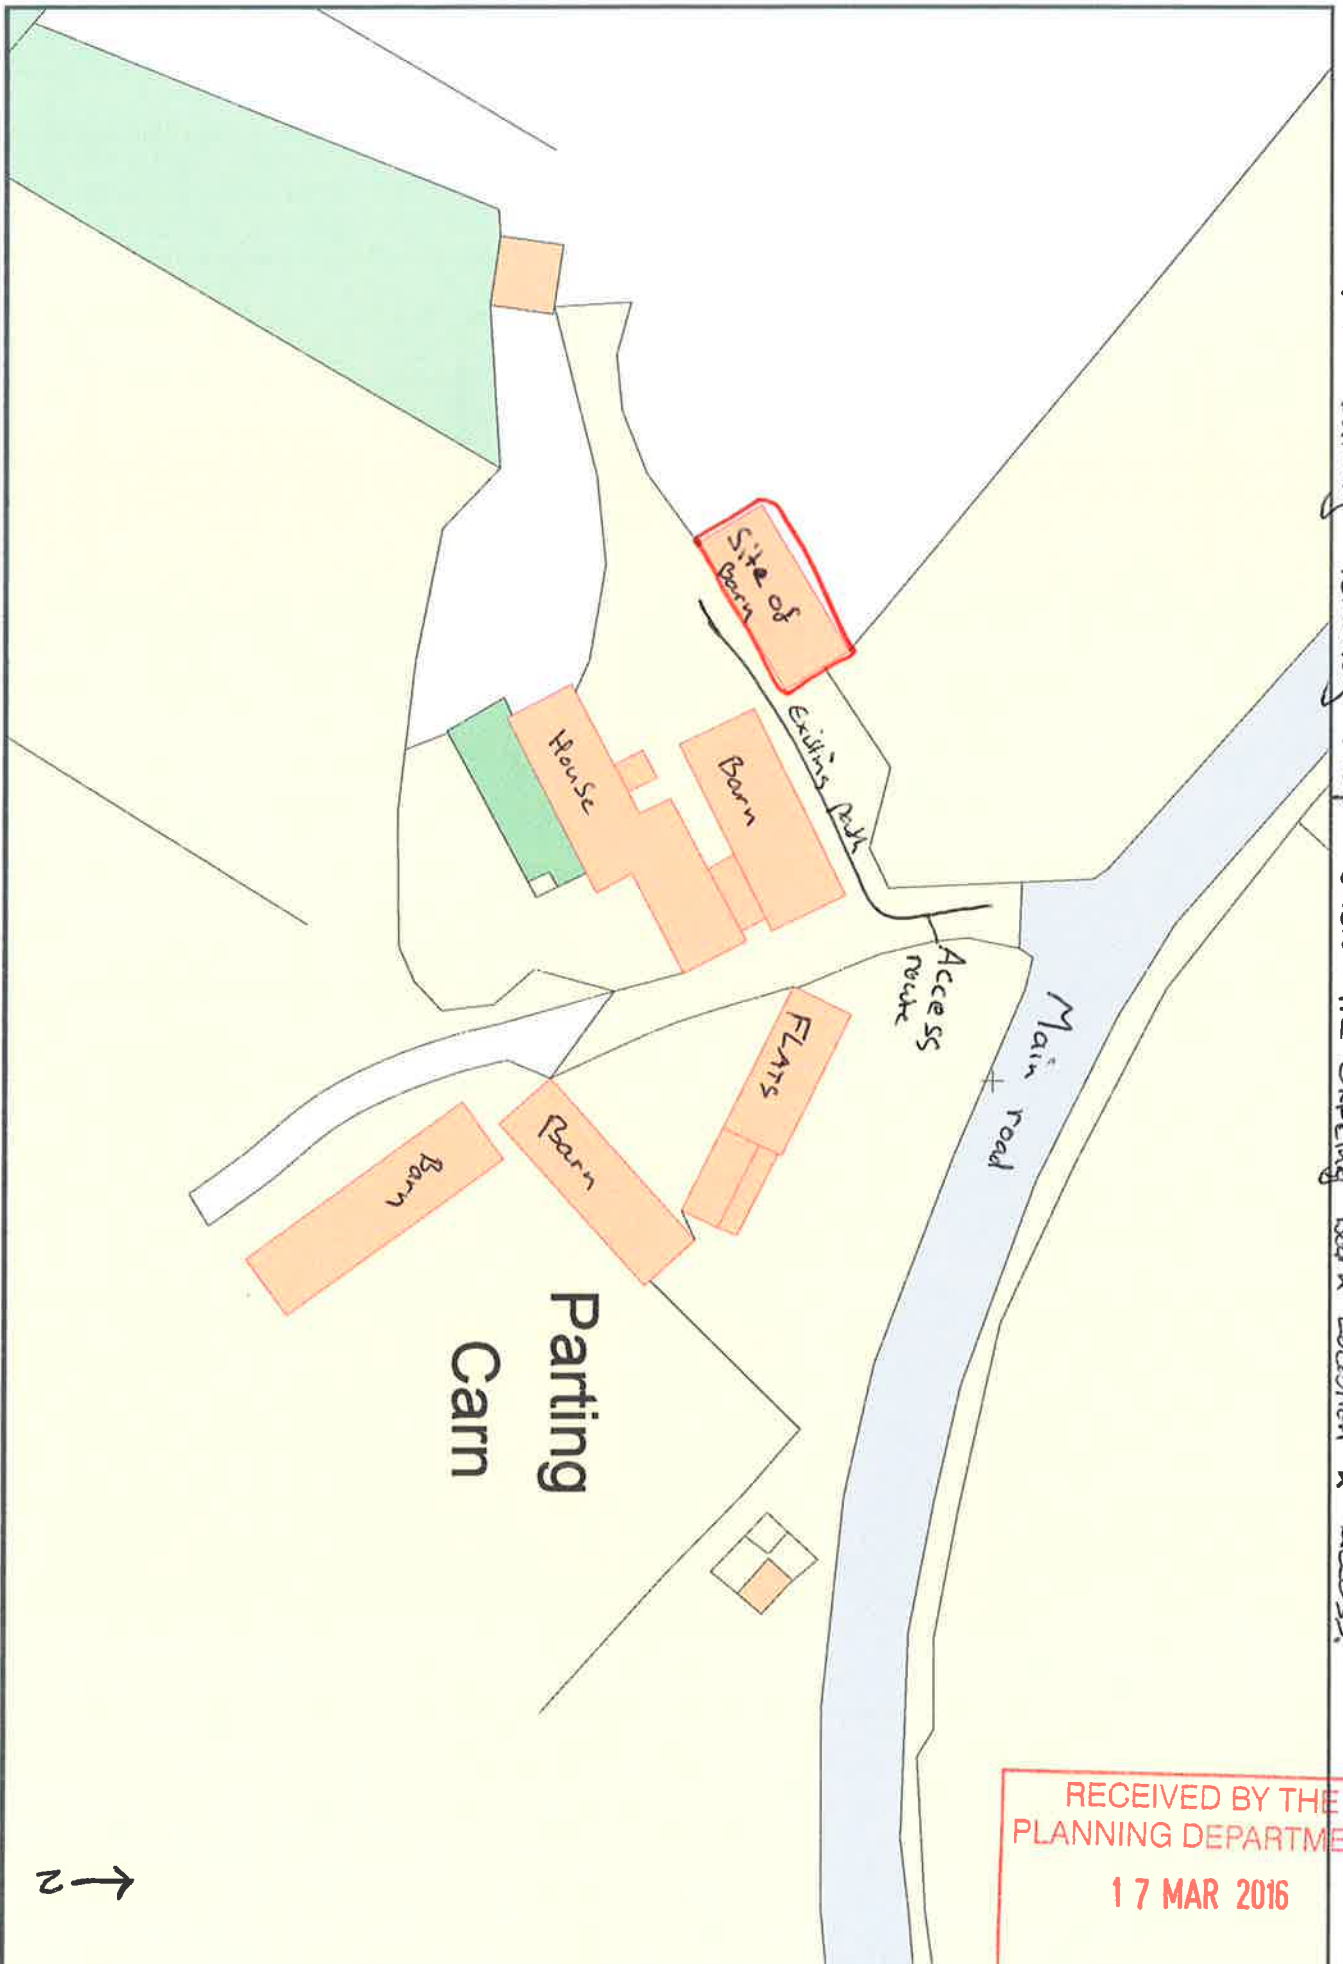 Site of
Barn
Existing Path
Access
route
Main road
House
Barn
FLATS
Barn
Barn
Parting
Carn
N
RECEIVED BY THE
PLANNING
17 MAR 2016